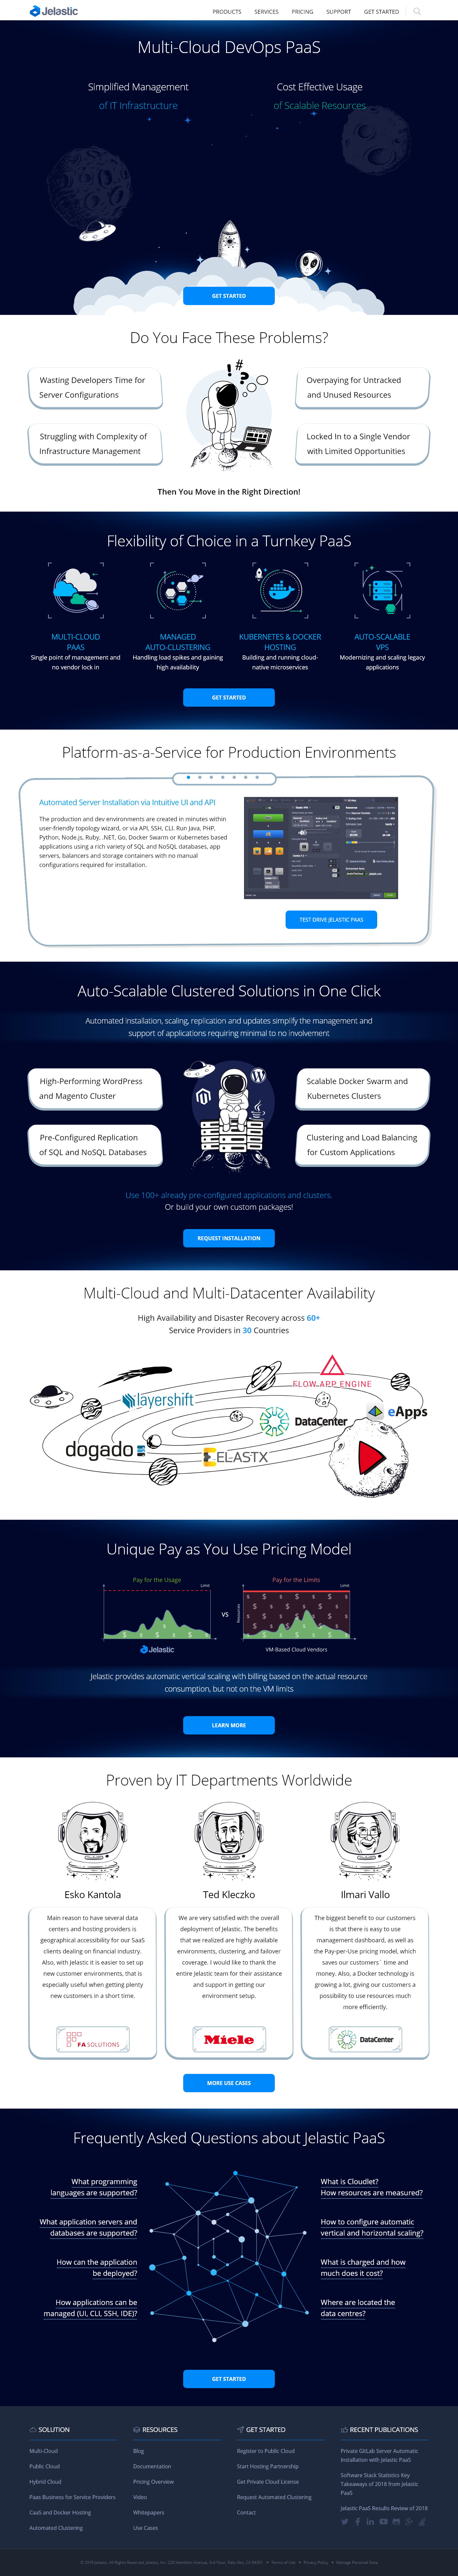 Jelastic
PRODUCTS SERVICES PRICING SUPPORT GET STARTED
Multi-Cloud DevOps PaaS
Simplified Management
of IT Infrastructure
Cost Effective Usage
of Scalable Resources
GET STARTED
Do You Face These Problems?
Wasting Developers Time for
Server Configurations
Overpaying for Untracked
and Unused Resources
Struggling with Complexity of
Infrastructure Management
Locked In to a Single Vendor
with Limited Opportunities
Then You Move in the Right Direction!
Flexibility of Choice in a Turnkey PaaS
MULTI-CLOUD
PAAS
Single point of management and
no vendor lock in
MANAGED
AUTO-CLUSTERING
Handling load spikes and gaining
high availability
KUBERNETES & DOCKER
HOSTING
Building and running cloud-
native microservices
AUTO-SCALABLE
VPS
Modernizing and scaling legacy
applications
GET STARTED
Platform-as-a-Service for Production Environments
Automated Server Installation via Intuitive UI and API
The production and dev environments are created in minutes within
user-friendly topology wizard, or via API, SSH, CLI. Run Java, PHP,
Python, Node.js, Ruby, .NET, Go, Docker Swarm or Kubernetes based
applications using a rich variety of SQL and NoSQL databases, app
servers, balancers and storage containers with no manual
configurations required for installation.
TEST DRIVE JELASTIC PAAS
Auto-Scalable Clustered Solutions in One Click
Automated installation, scaling, replication and updates simplify the management and
support of applications requiring minimal to no involvement
High-Performing WordPress
and Magento Cluster
Scalable Docker Swarm and
Kubernetes Clusters
Pre-Configured Replication
of SQL and NoSQL Databases
Clustering and Load Balancing
for Custom Applications
Use 100+ already pre-configured applications and clusters.
Or build your own custom packages!
REQUEST INSTALLATION
Multi-Cloud and Multi-Datacenter Availability
High Availability and Disaster Recovery across 60+
Service Providers in 30 Countries
FLOW APP ENGINE
layershift
eApps
DataCenter
dogado
ELASTX
Unique Pay as You Use Pricing Model
Pay for the Usage
Limit
VS
Pay for the Limits
Limit
Resources
Jelastic
VM-Based Cloud Vendors
Jelastic provides automatic vertical scaling with billing based on the actual resource
consumption, but not on the VM limits
LEARN MORE
Proven by IT Departments Worldwide
Esko Kantola
Main reason to have several data
centers and hosting providers is
geographical accessibility for our SaaS
clients dealing on financial industry.
Also, with Jelastic it is easier to set up
new customer environments, that is
especially useful when getting plenty
new customers in a short time.
FA SOLUTIONS
Ted Kleczko
We are very satisfied with the overall
deployment of Jelastic. The benefits
that we realized are highly available
environments, clustering, and failover
coverage. I would like to thank the
entire Jelastic team for their assistance
and support in getting our
environment setup.
Miele
Ilmari Vallo
The biggest benefit to our customers
is that there is easy to use
management dashboard, as well as
the Pay-per-Use pricing model, which
saves our customers` time and
money. Also, a Docker technology is
growing a lot, giving our customers a
possibility to use resources much
more efficiently.
DataCenter
MORE USE CASES
Frequently Asked Questions about Jelastic PaaS
What programming
languages are supported?
What is Cloudlet?
How resources are measured?
What application servers and
databases are supported?
How to configure automatic
vertical and horizontal scaling?
How can the application
be deployed?
What is charged and how
much does it cost?
How applications can be
managed (UI, CLI, SSH, IDE)?
Where are located the
data centres?
GET STARTED
SOLUTION
Multi-Cloud
Public Cloud
Hybrid Cloud
Paas Business for Service Providers
CaaS and Docker Hosting
Automated Clustering
RESOURCES
Blog
Documentation
Pricing Overview
Video
Whitepapers
Use Cases
GET STARTED
Register to Public Cloud
Start Hosting Partnership
Get Private Cloud License
Request Automated Clustering
Contact
RECENT PUBLICATIONS
Private GitLab Server Automatic
Installation with Jelastic PaaS
Software Stack Statistics Key
Takeaways of 2018 from Jelastic
PaaS
Jelastic PaaS Results Review of 2018
Terms of Use Privacy Policy Manage Personal Data